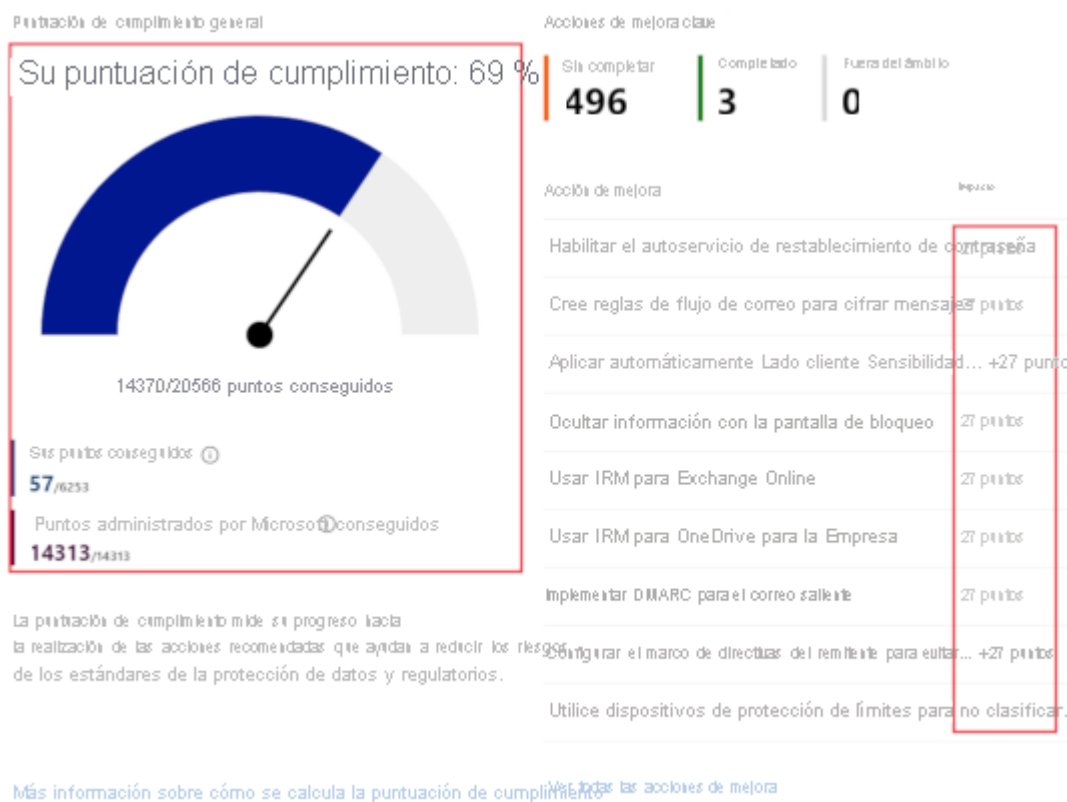 Puntuación de cumplimiento general
Su puntuación de cumplimiento: 69 %
14370/20566 puntos conseguidos
Sus puntos conseguidos
57/6253
Puntos administrados por Microsoft conseguidos
14313/14313
La puntuación de cumplimiento mide su progreso hacia
la realización de las acciones recomendadas que ayudan a reducir los riesgos
de los estándares de la protección de datos y regulatorios.
Más información sobre cómo se calcula la puntuación de cumplimiento
Acciones de mejora clave
Sin completar
496
Completado
3
Fuera del ámbito
0
Acción de mejora
Impacto
Habilitar el autoservicio de restablecimiento de contraseña
27 puntos
Cree reglas de flujo de correo para cifrar mensajes
27 puntos
Aplicar automáticamente Lado cliente Sensibilidad... +27 punto
Ocultar información con la pantalla de bloqueo
27 puntos
Usar IRM para Exchange Online
27 puntos
Usar IRM para OneDrive para la Empresa
27 puntos
Implementar DMARC para el correo saliente
27 puntos
Configurar el marco de directivas del remitente para evitar... +27 puntos
Utilice dispositivos de protección de límites para no clasificar.
Ver todas las acciones de mejora